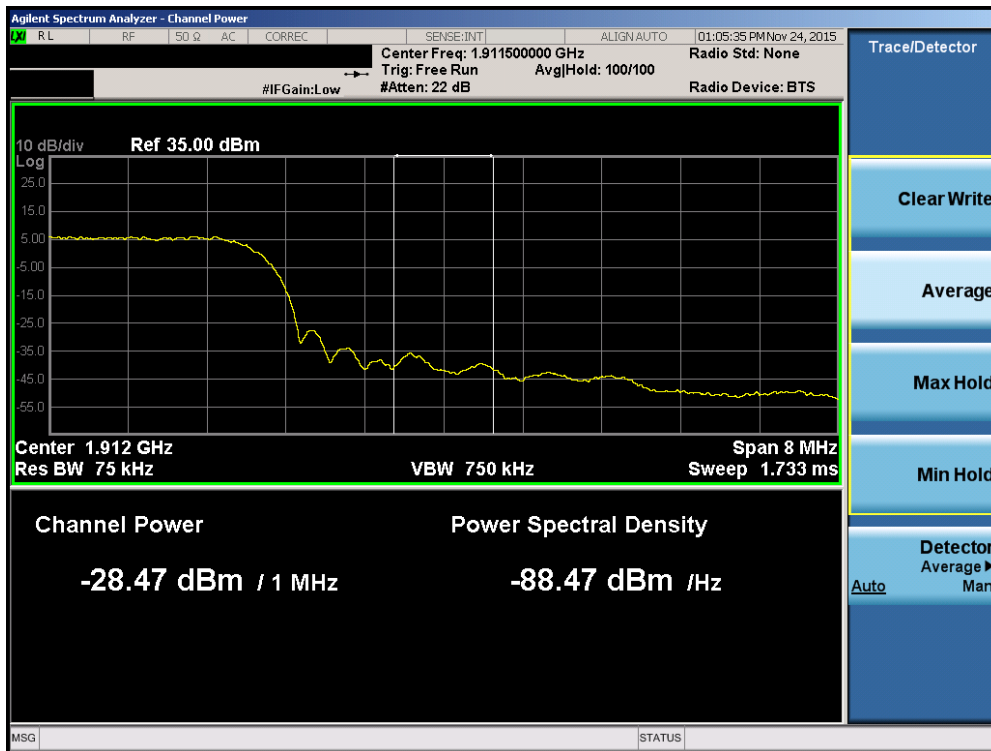 Agilent Spectrum Analyzer - Channel Power
LXI RL RF 50 Ω AC CORREC SENSE:INT ALIGN AUTO 01:05:35 PM Nov 24, 2015
Center Freq: 1.911500000 GHz Radio Std: None
Trig: Free Run Avg|Hold: 100/100
#IFGain:Low #Atten: 22 dB Radio Device: BTS
Trace/Detector
10 dB/div Ref 35.00 dBm
Log
25.0
15.0
5.00
-5.00
-15.0
-25.0
-35.0
-45.0
-55.0
Center 1.912 GHz Span 8 MHz
Res BW 75 kHz VBW 750 kHz Sweep 1.733 ms
Channel Power Power Spectral Density
-28.47 dBm / 1 MHz -88.47 dBm /Hz
Clear Write
Average
Max Hold
Min Hold
Detector
Average
Auto Man
MSG STATUS